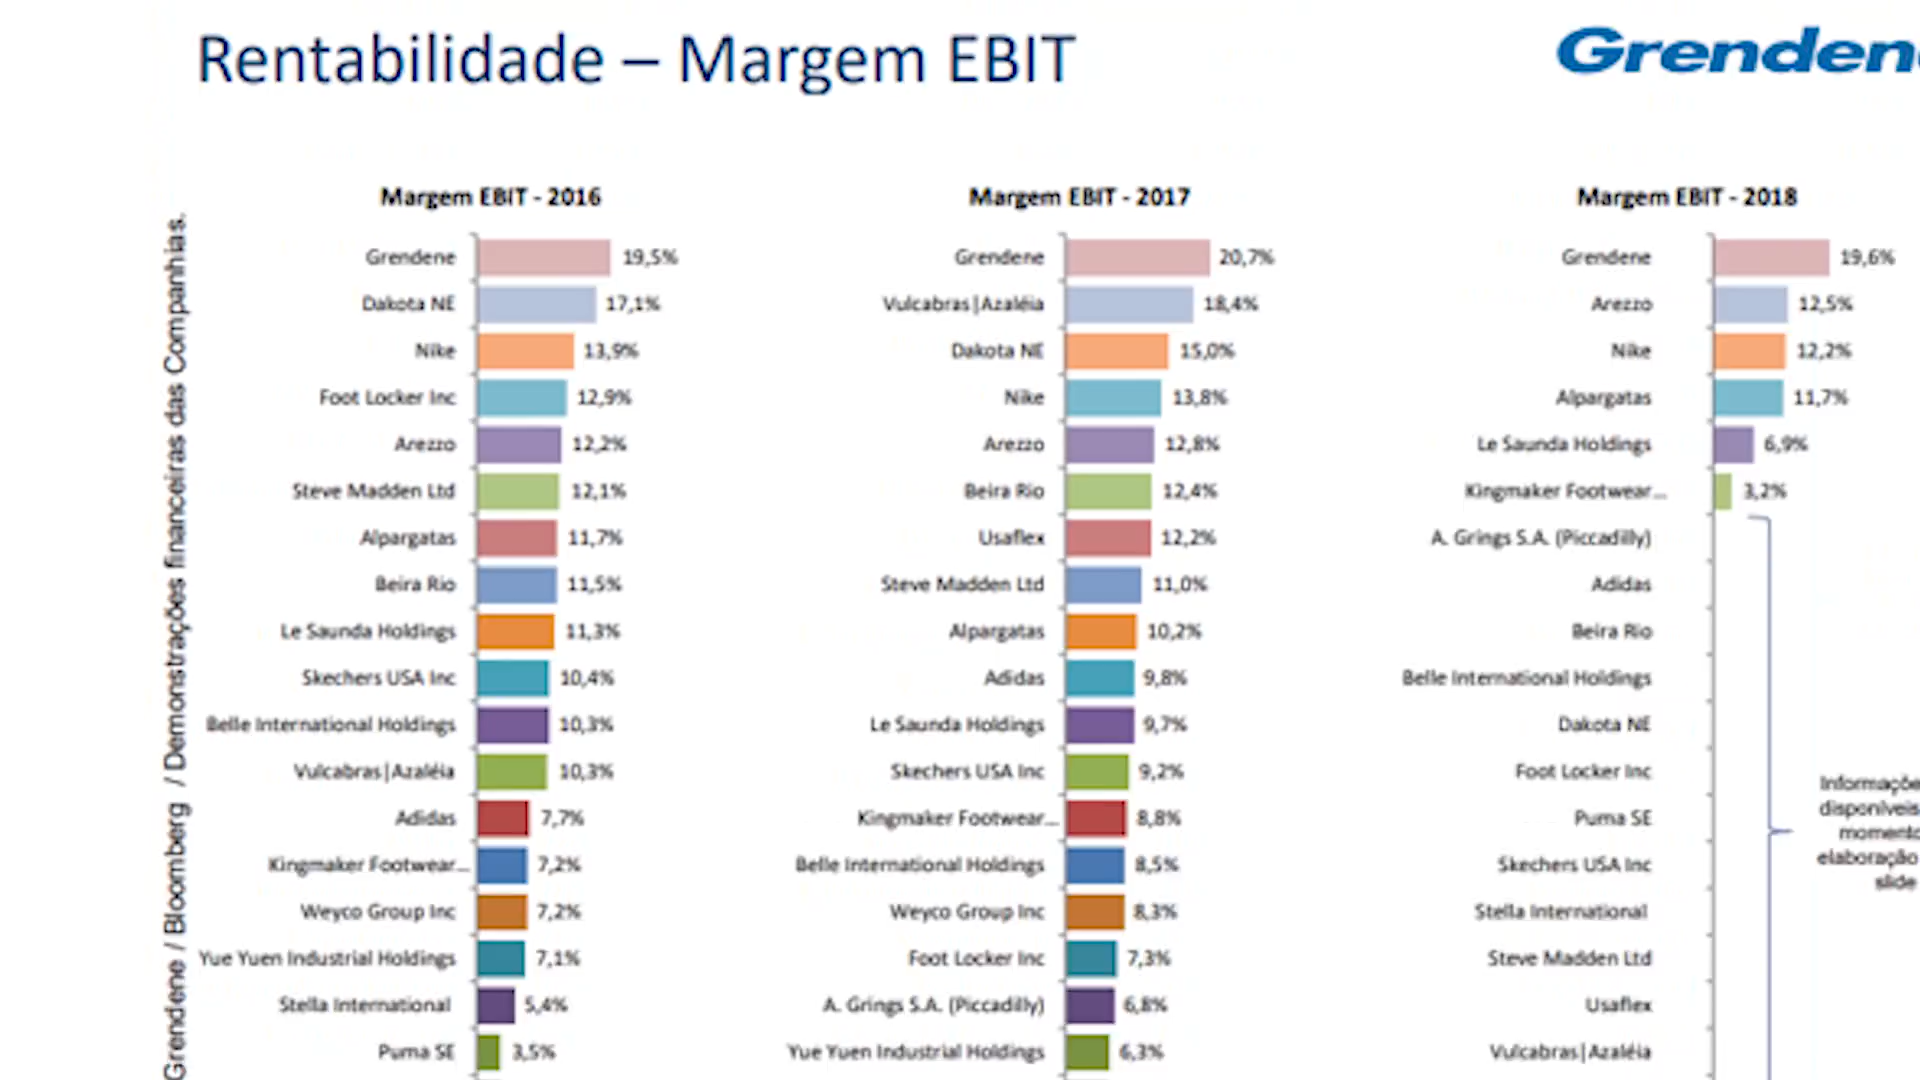 Rentabilidade – Margem EBIT
Grenden
Grendene / Bloomberg / Demonstrações financeiras das Companhias.
Margem EBIT - 2016
Grendene 19,5%
Dakota NE 17,1%
Nike 13,9%
Foot Locker Inc 12,9%
Arezzo 12,2%
Steve Madden Ltd 12,1%
Alpargatas 11,7%
Beira Rio 11,5%
Le Saunda Holdings 11,3%
Skechers USA Inc 10,4%
Belle International Holdings 10,3%
Vulcabras|Azaléia 10,3%
Adidas 7,7%
Kingmaker Footwear... 7,2%
Weyco Group Inc 7,2%
Yue Yuen Industrial Holdings 7,1%
Stella International 5,4%
Puma SE 3,5%
Margem EBIT - 2017
Grendene 20,7%
Vulcabras|Azaléia 18,4%
Dakota NE 15,0%
Nike 13,8%
Arezzo 12,8%
Beira Rio 12,4%
Usaflex 12,2%
Steve Madden Ltd 11,0%
Alpargatas 10,2%
Adidas 9,8%
Le Saunda Holdings 9,7%
Skechers USA Inc 9,2%
Kingmaker Footwear... 8,8%
Belle International Holdings 8,5%
Weyco Group Inc 8,3%
Foot Locker Inc 7,3%
A. Grings S.A. (Piccadilly) 6,8%
Yue Yuen Industrial Holdings 6,3%
Margem EBIT - 2018
Grendene 19,6%
Arezzo 12,5%
Nike 12,2%
Alpargatas 11,7%
Le Saunda Holdings 6,9%
Kingmaker Footwear... 3,2%
A. Grings S.A. (Piccadilly)
Adidas
Beira Rio
Belle International Holdings
Dakota NE
Foot Locker Inc
Puma SE
Skechers USA Inc
Stella International
Steve Madden Ltd
Usaflex
Vulcabras|Azaléia
Informaçõe
disponíveis
momento
elaboração
slide